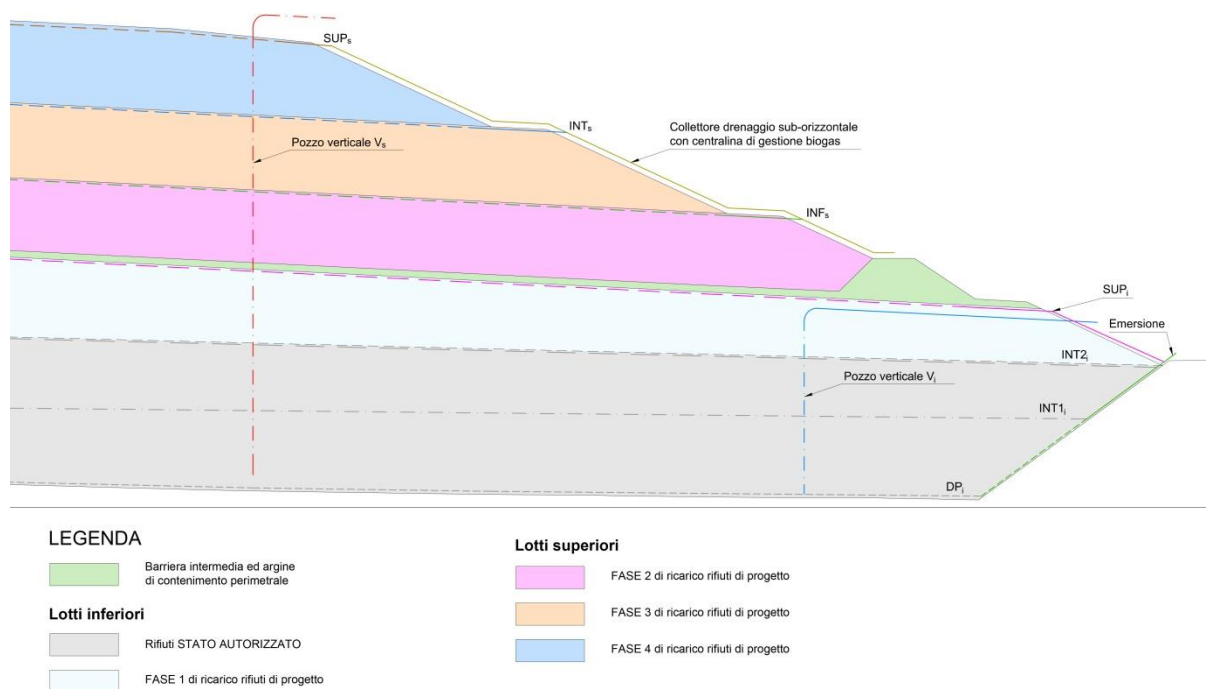 SUPs
INTs
Pozzo verticale Vs
Collettore drenaggio sub-orizzontale
con centralina di gestione biogas
INFs
SUPi
Emersione
INT2i
Pozzo verticale Vi
INT1i
DPi
LEGENDA
Barriera intermedia ed argine
di contenimento perimetrale
Lotti inferiori
Rifiuti STATO AUTORIZZATO
FASE 1 di ricarico rifiuti di progetto
Lotti superiori
FASE 2 di ricarico rifiuti di progetto
FASE 3 di ricarico rifiuti di progetto
FASE 4 di ricarico rifiuti di progetto